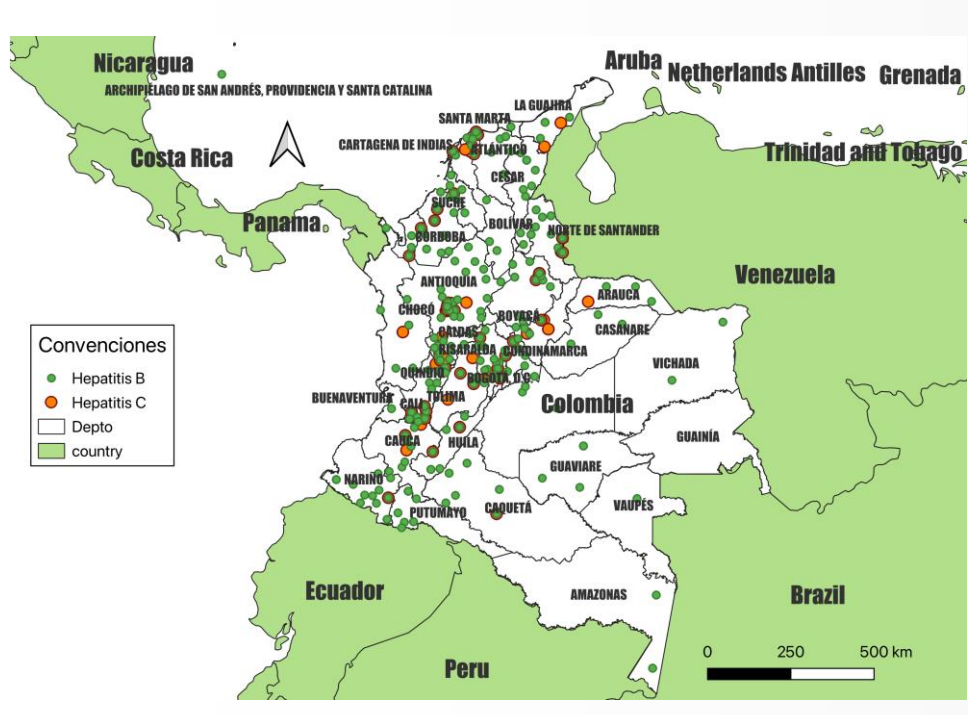 Nicaragua
Aruba
Netherlands Antilles
Grenada
ARCHIPIÉLAGO DE SAN ANDRÉS, PROVIDENCIA Y SANTA CATALINA
LA GUAJIRA
SANTA MARTA
CARTAGENA DE INDIAS
ATLÁNTICO
Costa Rica
Trinidad and Tobago
CESAR
SUCRE
Panama
BOLÍVAR
NORTE DE SANTANDER
CÓRDOBA
Venezuela
ANTIOQUIA
ARAUCA
CHOCÓ
BOYACÁ
CASANARE
CALDAS
Convenciones
RISARALDA
CUNDINAMARCA
VICHADA
Hepatitis B
QUINDÍO
BOGOTÁ, D.C.
Hepatitis C
BUENAVENTURA
CALI
TOLIMA
Colombia
Depto
country
CAUCA
HUILA
GUAINÍA
GUAVIARE
NARIÑO
PUTUMAYO
CAQUETÁ
VAUPÉS
Ecuador
AMAZONAS
Brazil
0 250 500 km
Peru